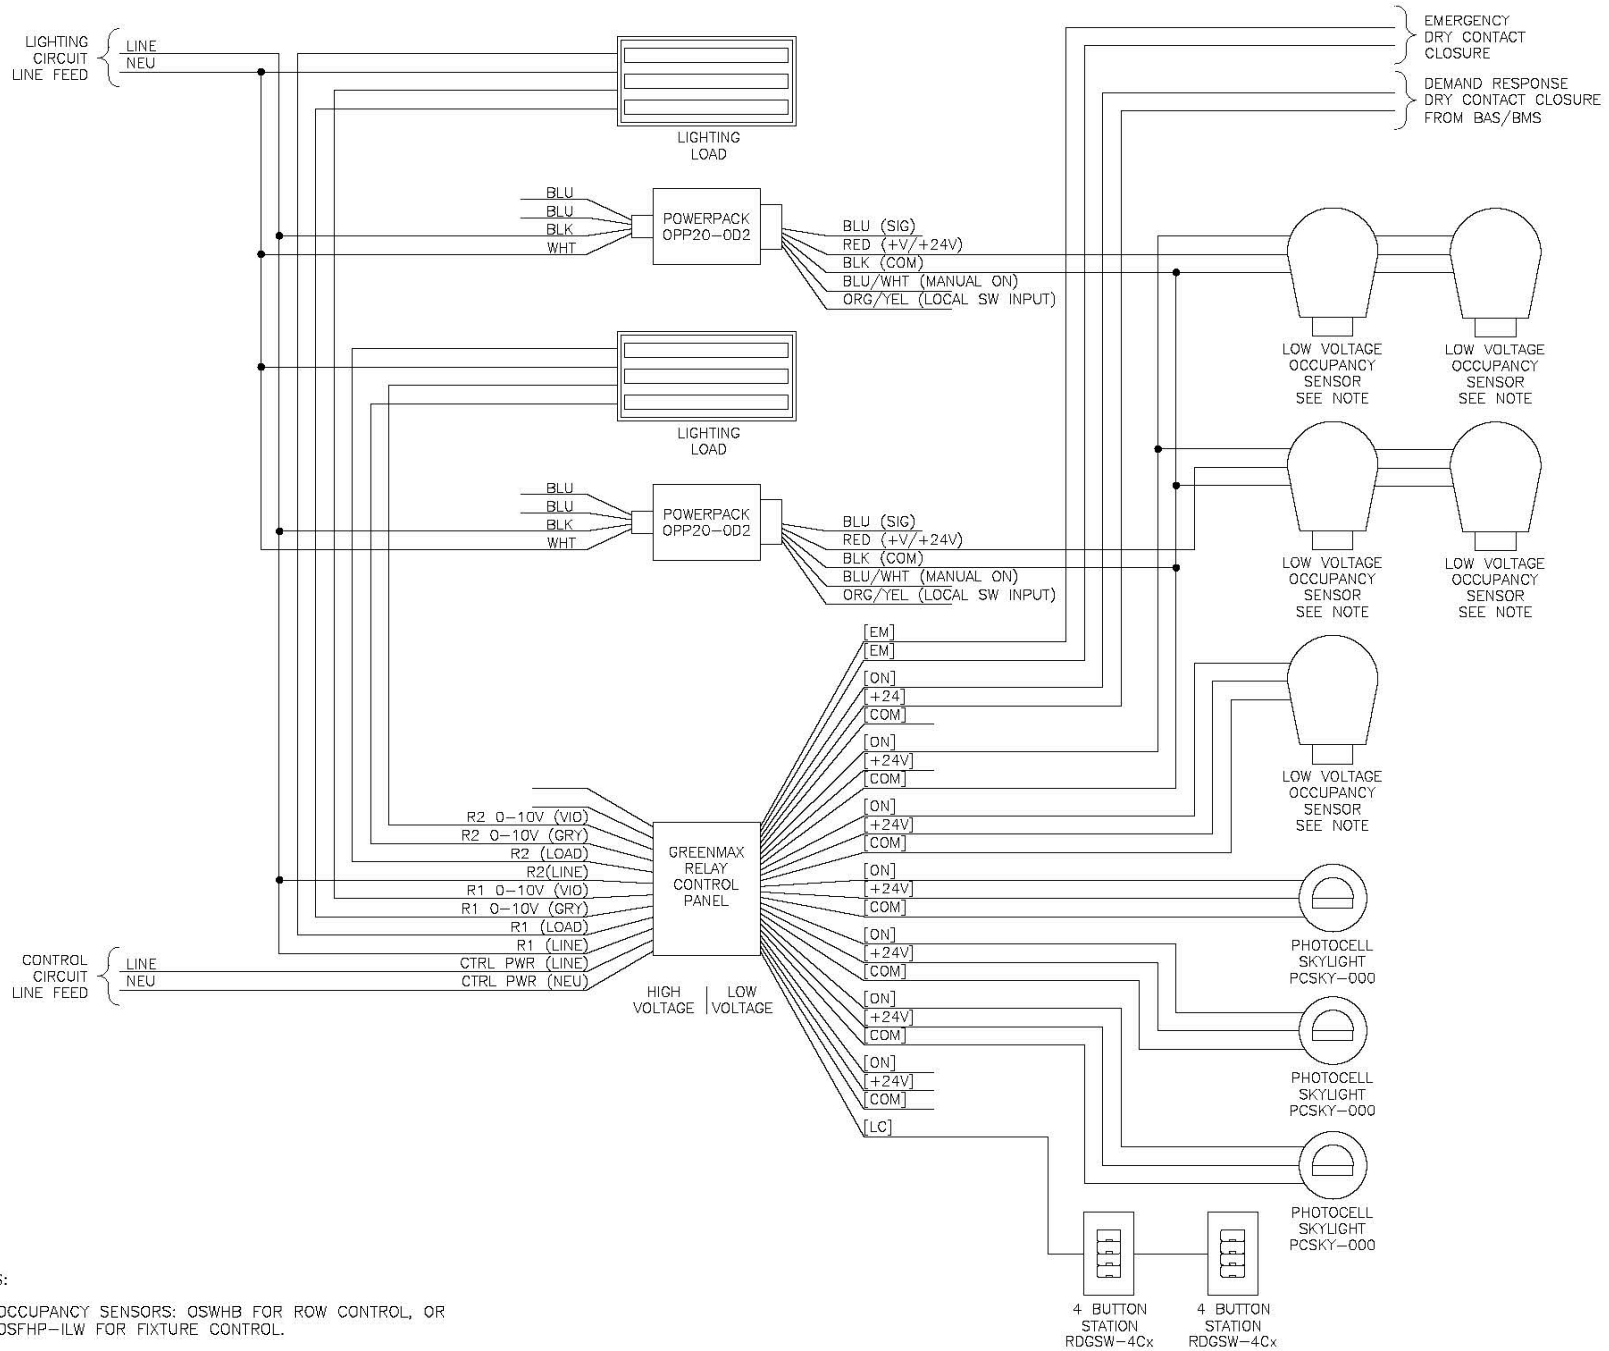 LIGHTING
CIRCUIT
LINE FEED
LINE
NEU
LIGHTING
LOAD
EMERGENCY
DRY CONTACT
CLOSURE
DEMAND RESPONSE
DRY CONTACT CLOSURE
FROM BAS/BMS
BLU
BLU
BLK
WHT
POWERPACK
OPP20-0D2
BLU (SIG)
RED (+V/+24V)
BLK (COM)
BLU/WHT (MANUAL ON)
ORG/YEL (LOCAL SW INPUT)
LOW VOLTAGE
OCCUPANCY
SENSOR
SEE NOTE
LOW VOLTAGE
OCCUPANCY
SENSOR
SEE NOTE
LIGHTING
LOAD
BLU
BLU
BLK
WHT
POWERPACK
OPP20-0D2
BLU (SIG)
RED (+V/+24V)
BLK (COM)
BLU/WHT (MANUAL ON)
ORG/YEL (LOCAL SW INPUT)
LOW VOLTAGE
OCCUPANCY
SENSOR
SEE NOTE
LOW VOLTAGE
OCCUPANCY
SENSOR
SEE NOTE
[EM]
[EM]
[ON]
[+24]
[COM]
[ON]
[+24V]
[COM]
[ON]
[+24V]
[COM]
[ON]
[+24V]
[COM]
[ON]
[+24V]
[COM]
[ON]
[+24V]
[COM]
[ON]
[+24V]
[COM]
[LC]
LOW VOLTAGE
OCCUPANCY
SENSOR
SEE NOTE
R2 0-10V (VIO)
R2 0-10V (GRY)
R2 (LOAD)
R2(LINE)
R1 0-10V (VIO)
R1 0-10V (GRY)
R1 (LOAD)
R1 (LINE)
CTRL PWR (LINE)
CTRL PWR (NEU)
GREENMAX
RELAY
CONTROL
PANEL
HIGH
VOLTAGE
LOW
VOLTAGE
CONTROL
CIRCUIT
LINE FEED
LINE
NEU
PHOTOCELL
SKYLIGHT
PCSKY-000
PHOTOCELL
SKYLIGHT
PCSKY-000
PHOTOCELL
SKYLIGHT
PCSKY-000
4 BUTTON
STATION
RDGSW-4Cx
4 BUTTON
STATION
RDGSW-4Cx
S:
OCCUPANCY SENSORS: OSWHB FOR ROW CONTROL, OR
OSFHP-ILW FOR FIXTURE CONTROL.